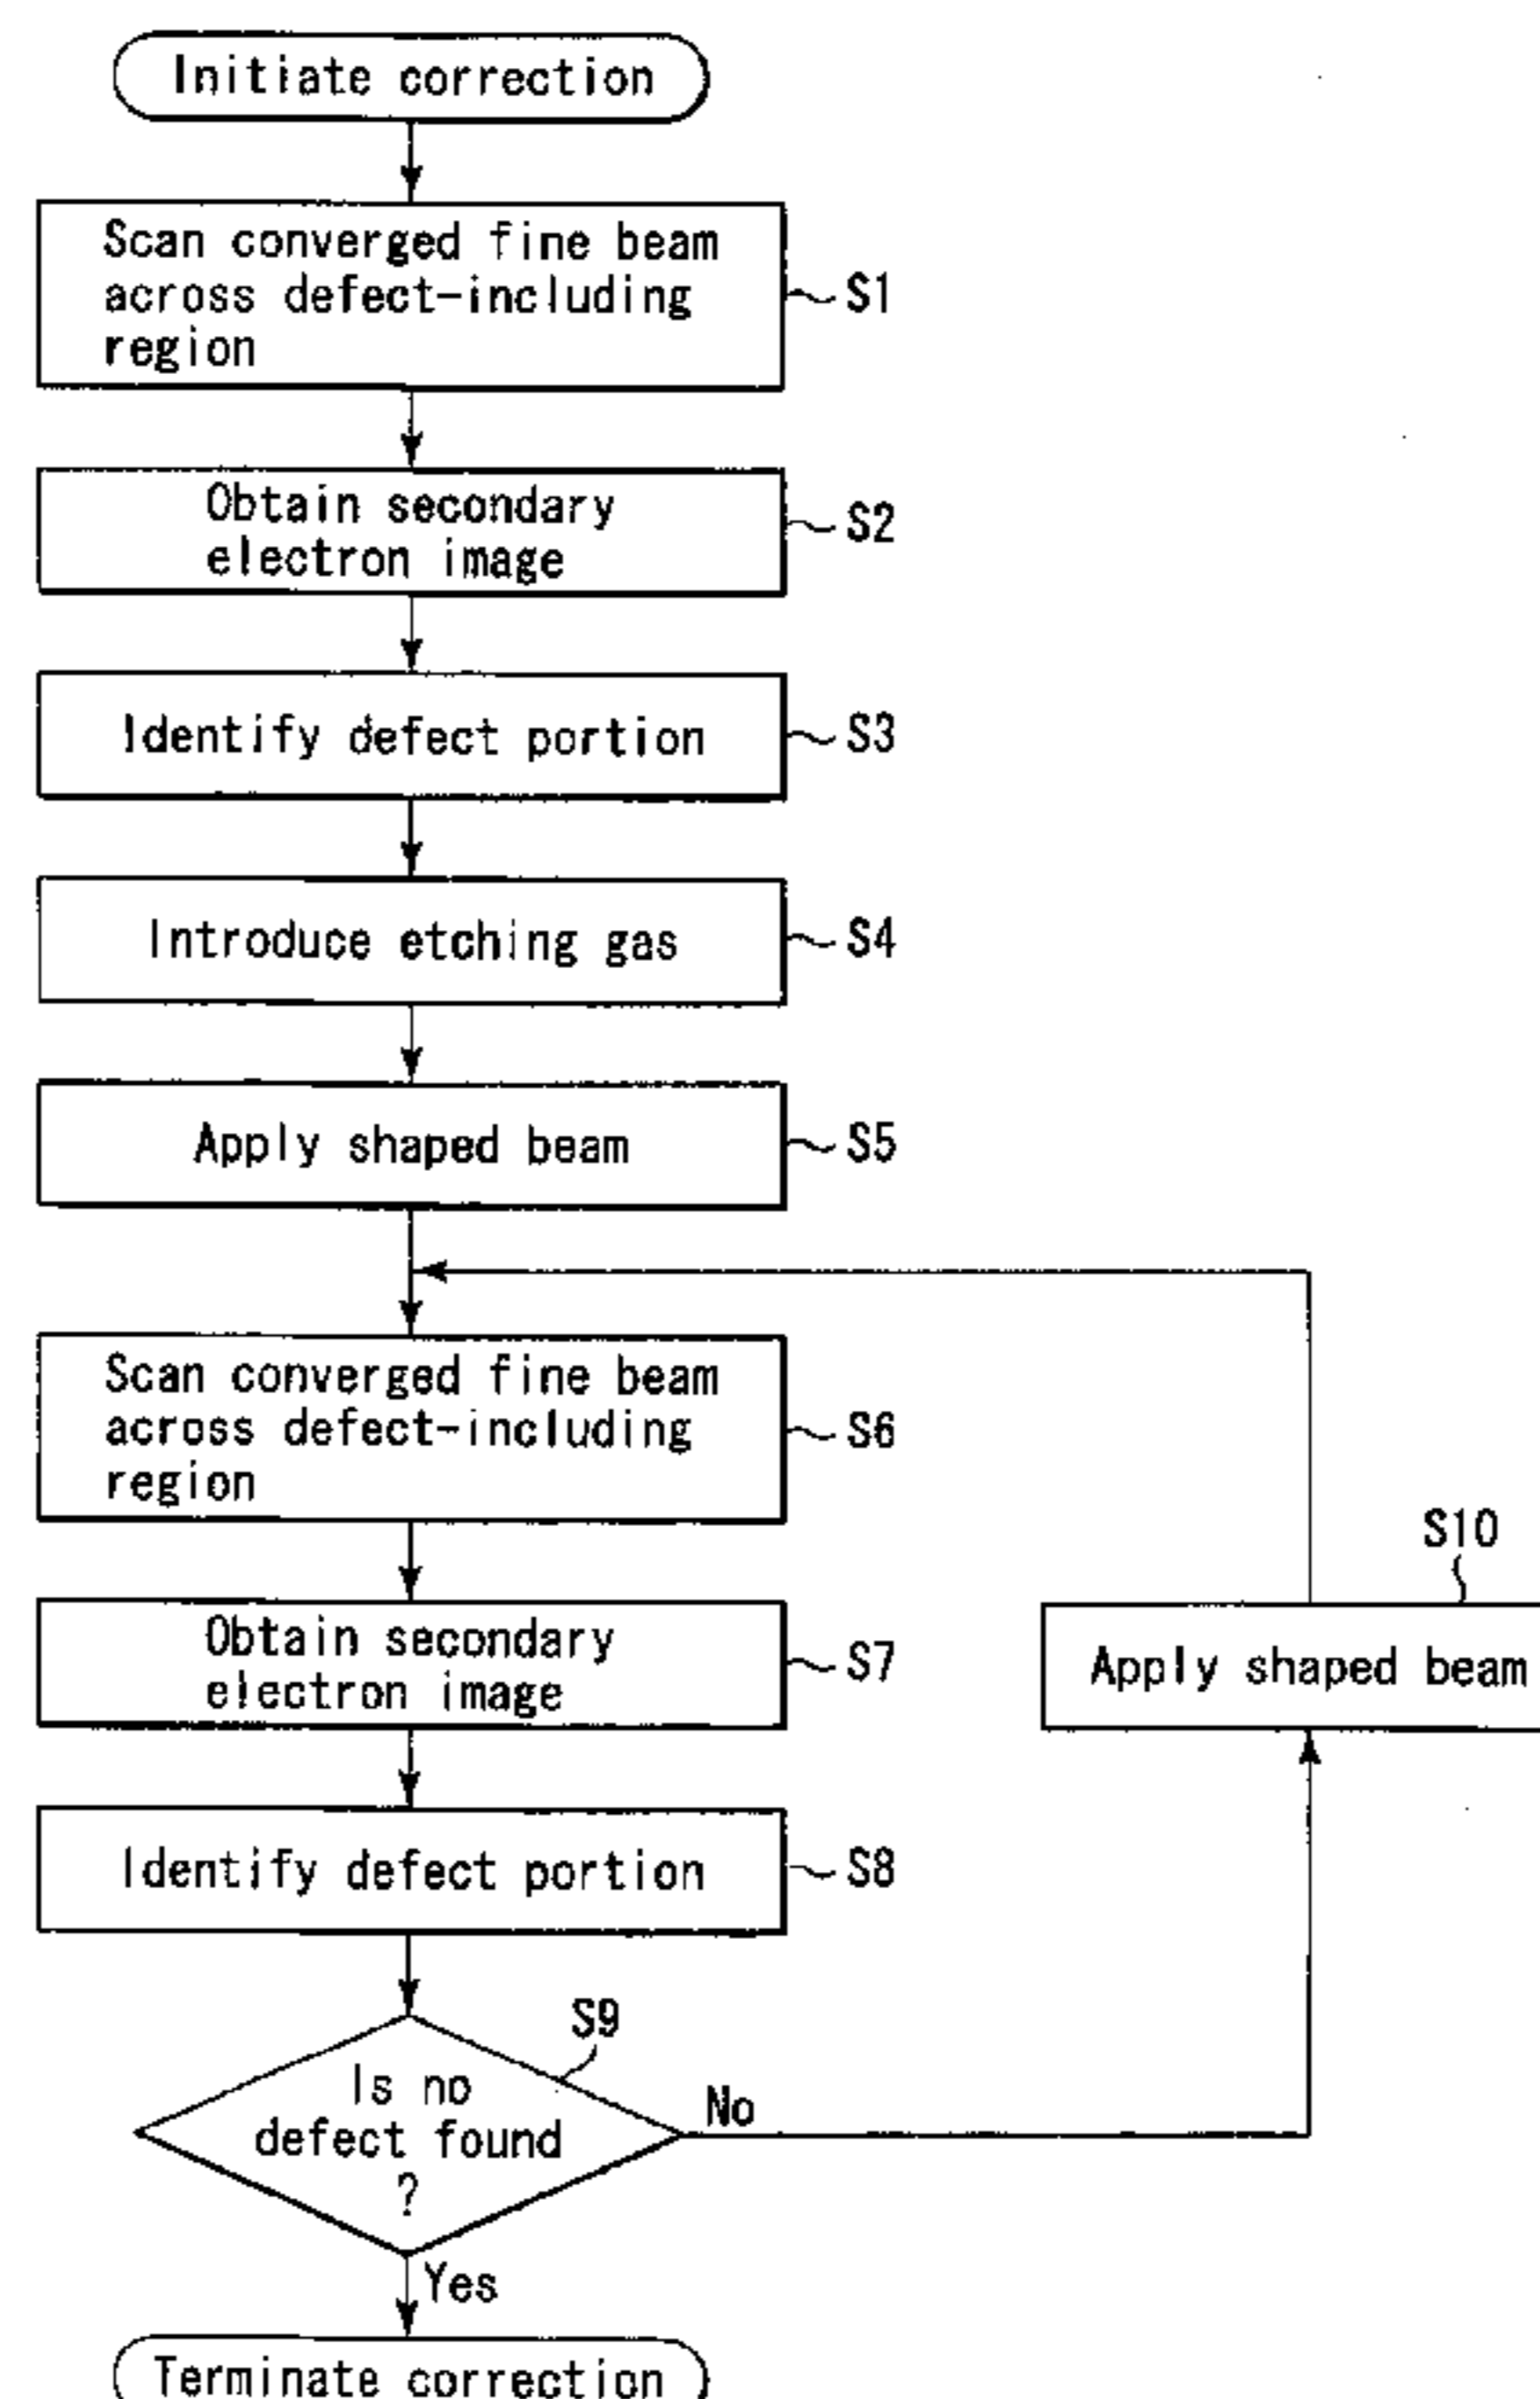 Initiate correction
Scan converged fine beam
across defect-including
region
S1
Obtain secondary
electron image
S2
Identify defect portion
S3
Introduce etching gas
S4
Apply shaped beam
S5
Scan converged fine beam
across defect-including
region
S6
Obtain secondary
electron image
S7
S10
Apply shaped beam
Identify defect portion
S8
S9
Is no
defect found
?
No
Yes
Terminate correction